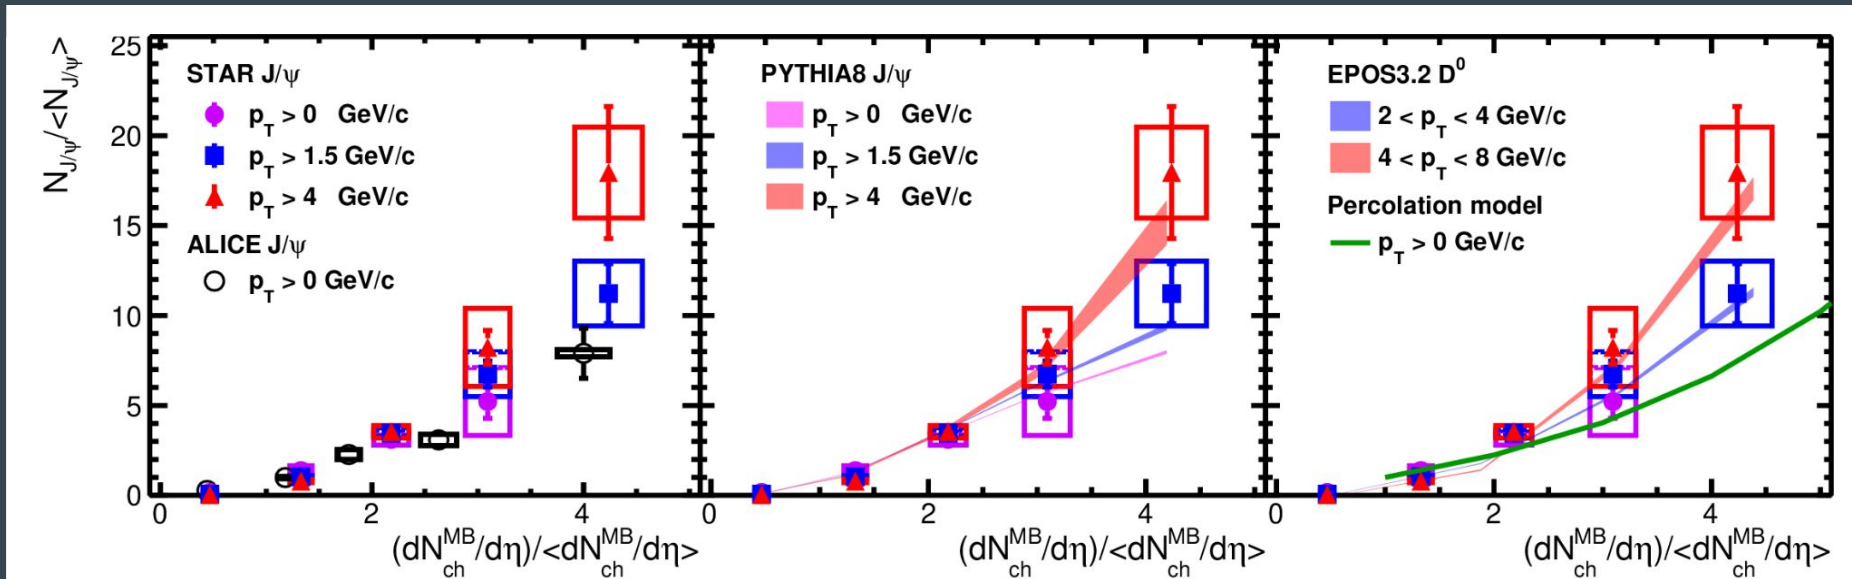 N_J/ψ/<N_J/ψ>
25
20
15
10
5
0
STAR J/ψ
p_T > 0 GeV/c
p_T > 1.5 GeV/c
p_T > 4 GeV/c
ALICE J/ψ
p_T > 0 GeV/c
0 2 4
(dN_ch^MB/dη)/<dN_ch^MB/dη>
PYTHIA8 J/ψ
p_T > 0 GeV/c
p_T > 1.5 GeV/c
p_T > 4 GeV/c
0 2 4
(dN_ch^MB/dη)/<dN_ch^MB/dη>
EPOS3.2 D^0
2 < p_T < 4 GeV/c
4 < p_T < 8 GeV/c
Percolation model
p_T > 0 GeV/c
0 2 4
(dN_ch^MB/dη)/<dN_ch^MB/dη>